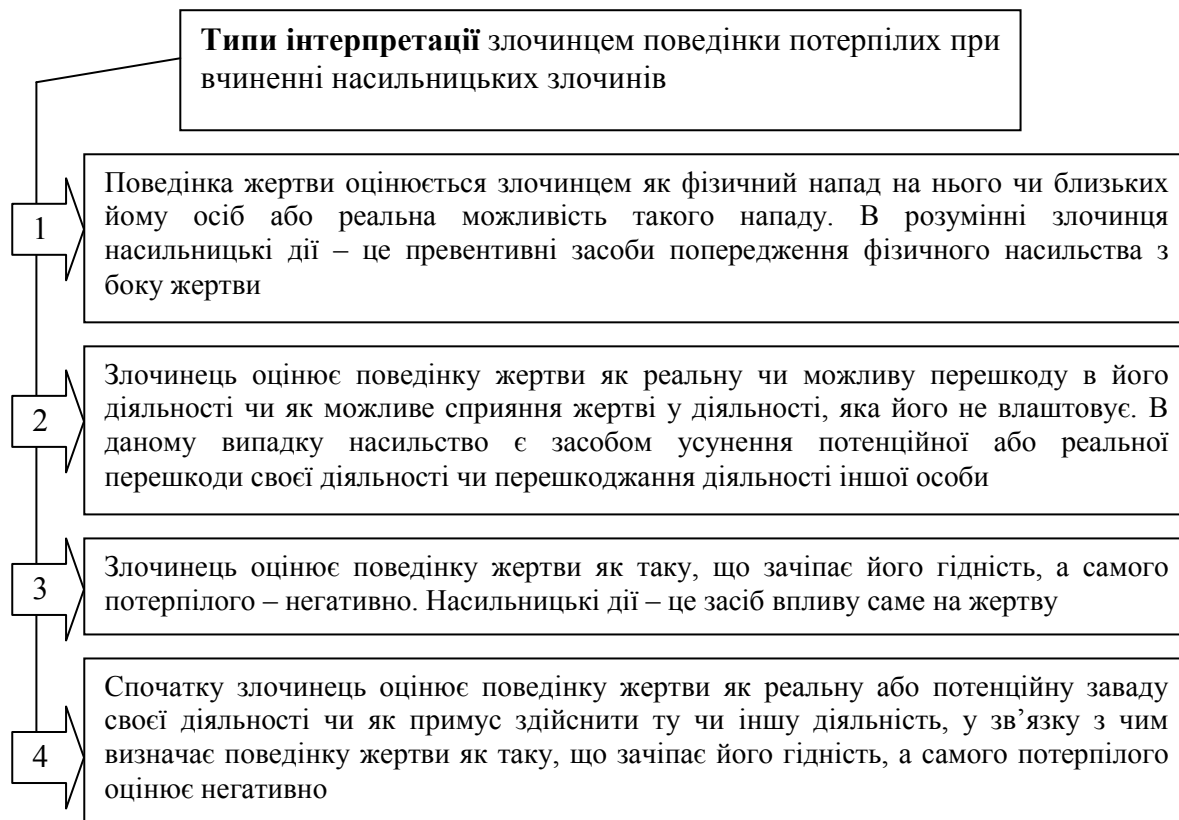 Типи інтерпретації злочинцем поведінки потерпілих при
вчиненні насильницьких злочинів
1
Поведінка жертви оцінюється злочинцем як фізичний напад на нього чи близьких
йому осіб або реальна можливість такого нападу. В розумінні злочинця
насильницькі дії – це превентивні засоби попередження фізичного насильства з
боку жертви
2
Злочинець оцінює поведінку жертви як реальну чи можливу перешкоду в його
діяльності чи як можливе сприяння жертві у діяльності, яка його не влаштовує. В
даному випадку насильство є засобом усунення потенційної або реальної
перешкоди своєї діяльності чи перешкоджання діяльності іншої особи
3
Злочинець оцінює поведінку жертви як таку, що зачіпає його гідність, а самого
потерпілого – негативно. Насильницькі дії – це засіб впливу саме на жертву
4
Спочатку злочинець оцінює поведінку жертви як реальну або потенційну заваду
своєї діяльності чи як примус здійснити ту чи іншу діяльність, у зв’язку з чим
визначає поведінку жертви як таку, що зачіпає його гідність, а самого потерпілого
оцінює негативно